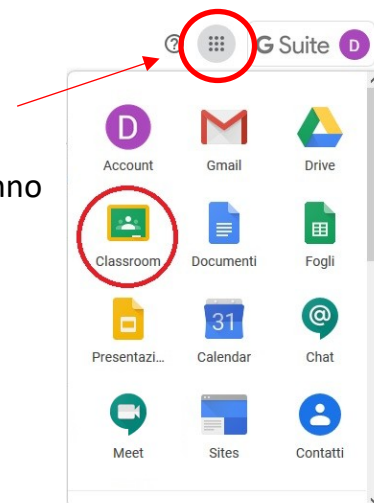 G Suite D
D
Account Gmail Drive
nno
Classroom Documenti Fogli
31 @
Presentazi... Calendar Chat
Meet Sites Contatti